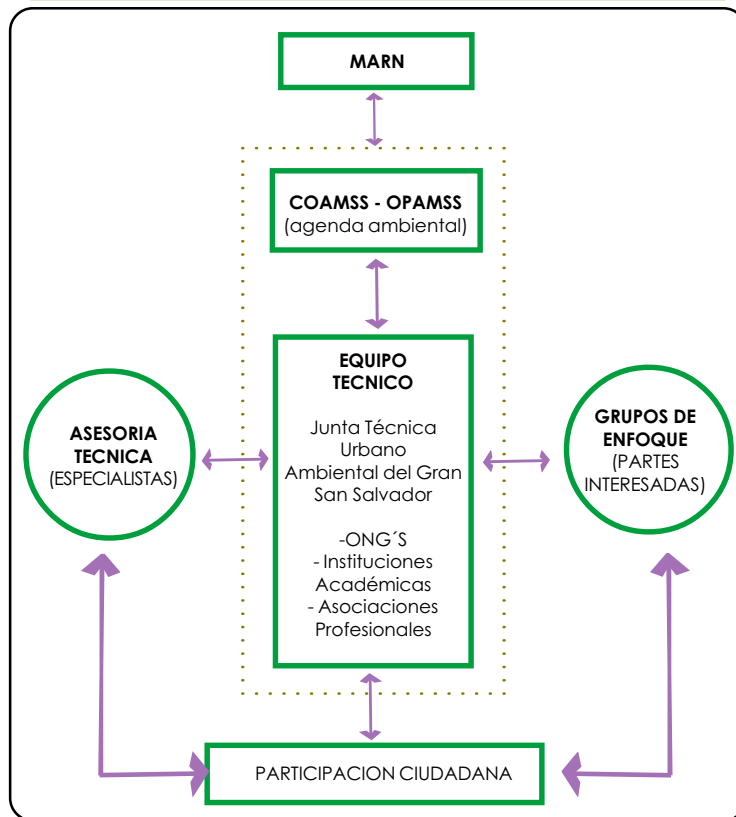 MARN
COAMSS - OPAMSS
(agenda ambiental)
EQUIPO
TECNICO
Junta Técnica
Urbano
Ambiental del Gran
San Salvador
-ONG´S
- Instituciones
Académicas
- Asociaciones
Profesionales
ASESORIA
TECNICA
(ESPECIALISTAS)
GRUPOS DE
ENFOQUE
(PARTES
INTERESADAS)
PARTICIPACION CIUDADANA